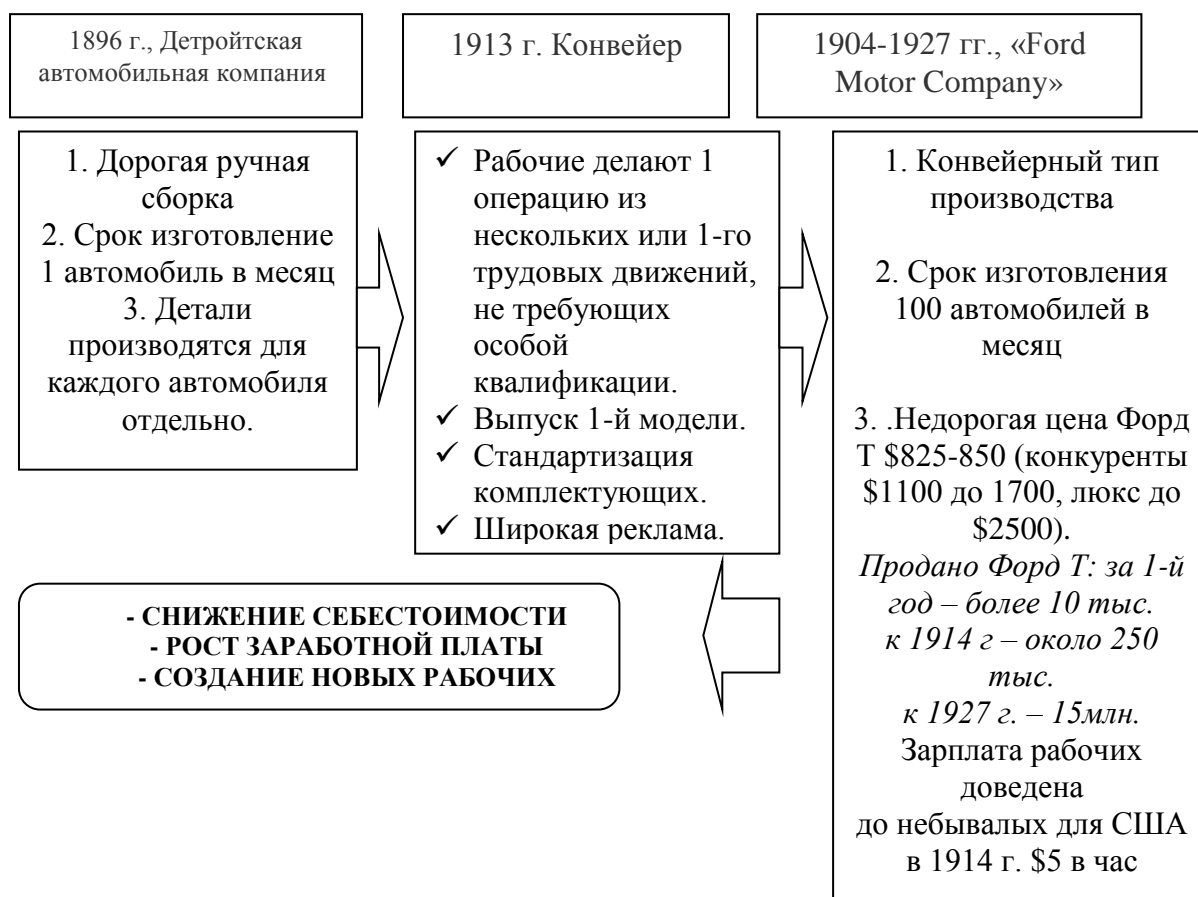 1896 г., Детройтская
автомобильная компания
1913 г. Конвейер
1904-1927 гг., «Ford
Motor Company»
1. Дорогая ручная
сборка
2. Срок изготовление
1 автомобиль в месяц
3. Детали
производятся для
каждого автомобиля
отдельно.
✓ Рабочие делают 1
операцию из
нескольких или 1-го
трудовых движений,
не требующих
особой
квалификации.
✓ Выпуск 1-й модели.
✓ Стандартизация
комплектующих.
✓ Широкая реклама.
1. Конвейерный тип
производства
2. Срок изготовления
100 автомобилей в
месяц
3. .Недорогая цена Форд
Т $825-850 (конкуренты
$1100 до 1700, люкс до
$2500).
Продано Форд Т: за 1-й
год – более 10 тыс.
к 1914 г – около 250
тыс.
к 1927 г. – 15млн.
Зарплата рабочих
доведена
до небывалых для США
в 1914 г. $5 в час
- СНИЖЕНИЕ СЕБЕСТОИМОСТИ
- РОСТ ЗАРАБОТНОЙ ПЛАТЫ
- СОЗДАНИЕ НОВЫХ РАБОЧИХ